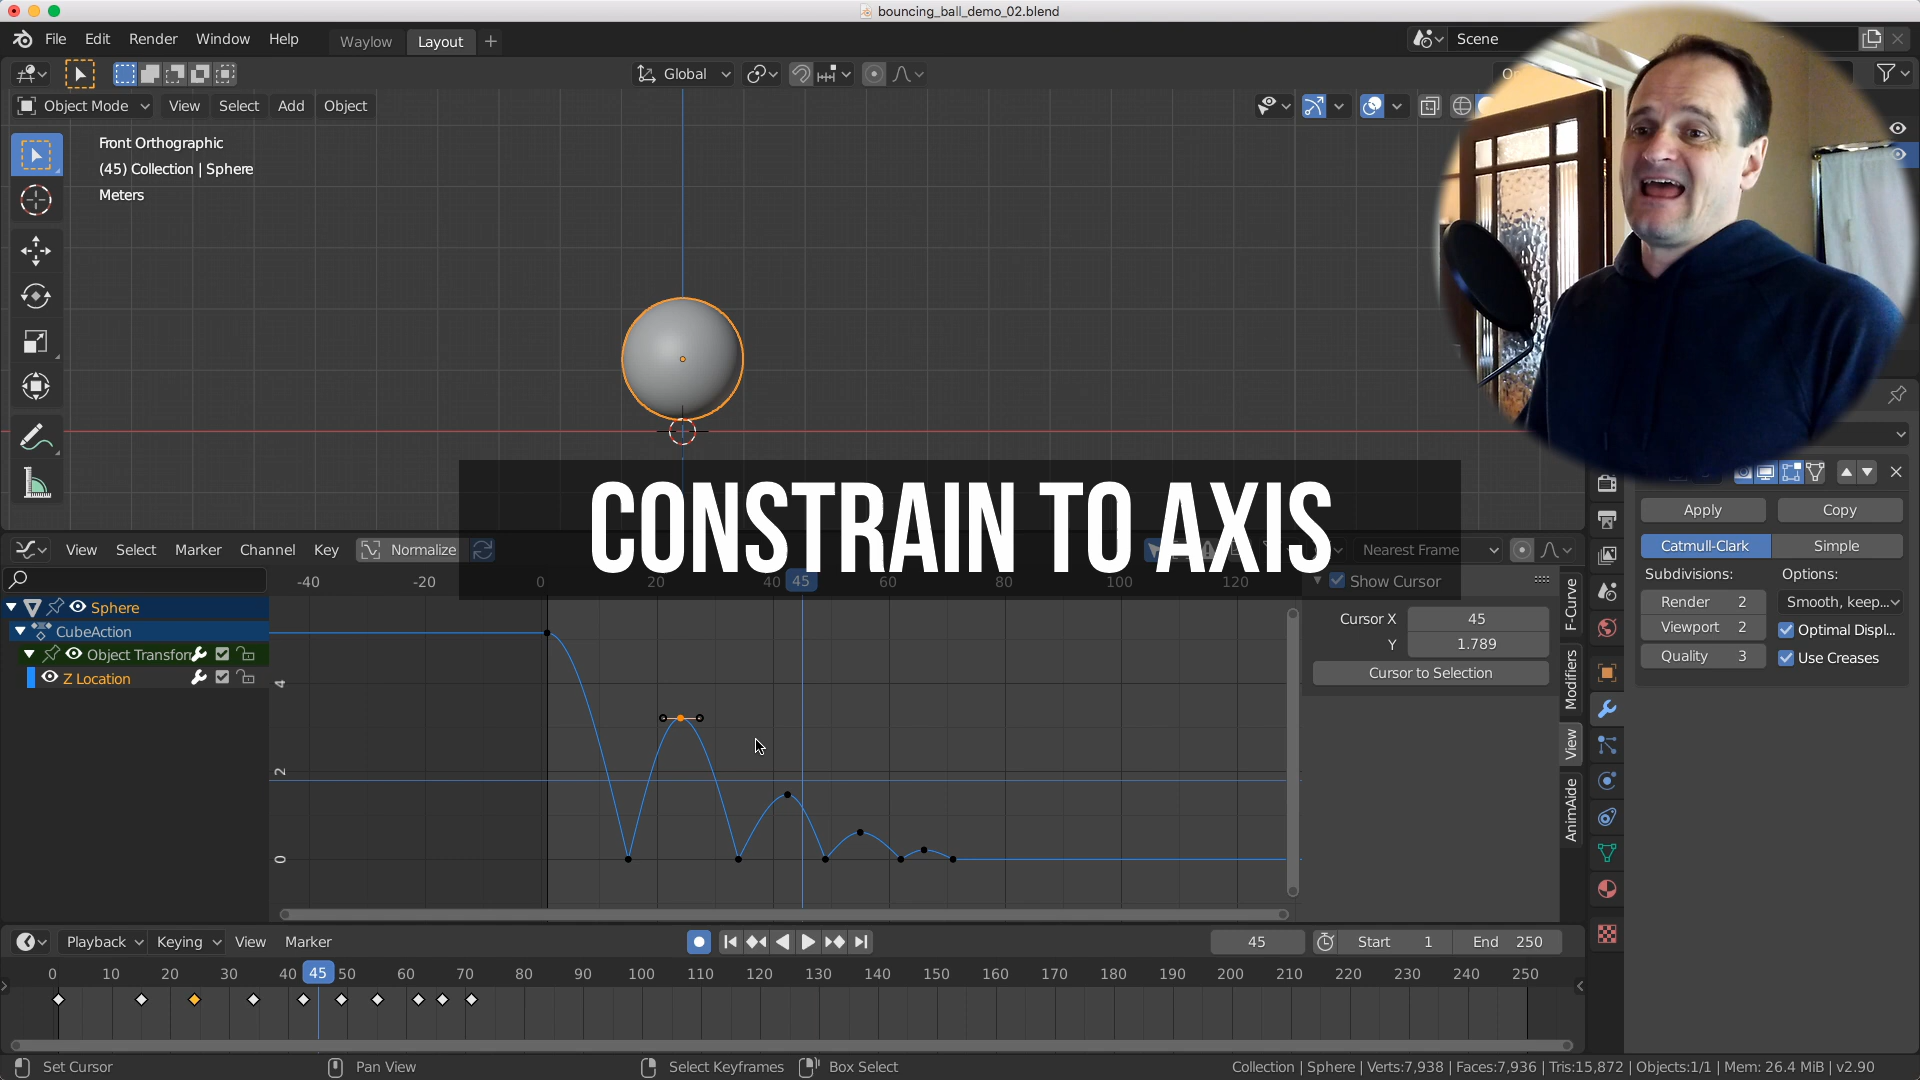 bouncing_ball_demo_02.blend
File Edit Render Window Help Waylow Layout + Scene
Global
Object Mode View Select Add Object
Front Orthographic
(45) Collection | Sphere
Meters
CONSTRAIN TO AXIS
View Select Marker Channel Key Normalize Nearest Frame
-40 -20 0 20 40 45 60 80 100 120
Show Cursor
Cursor X 45
Y 1.789
Cursor to Selection
Sphere
CubeAction
Object Transfor
Z Location
4
2
0
F-Curve
Modifiers
View
AnimAide
Apply Copy
Catmull-Clark Simple
Subdivisions: Options:
Render 2 Smooth, keep...
Viewport 2 Optimal Displ...
Quality 3 Use Creases
Playback Keying View Marker 45 Start 1 End 250
0 10 20 30 40 45 50 60 70 80 90 100 110 120 130 140 150 160 170 180 190 200 210 220 230 240 250
Set Cursor Pan View Select Keyframes Box Select Collection | Sphere | Verts:7,938 | Faces:7,936 | Tris:15,872 | Objects:1/1 | Mem: 26.4 MiB | v2.90